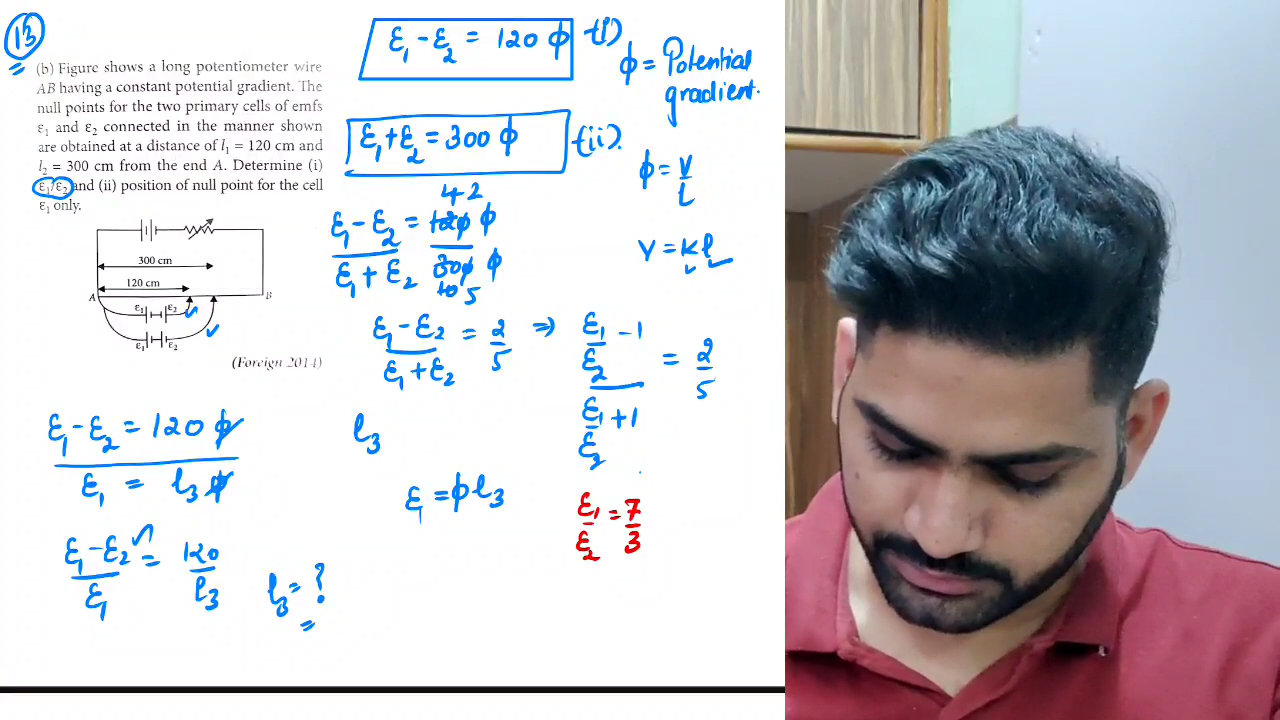 13
(b) Figure shows a long potentiometer wire
AB having a constant potential gradient. The
null points for the two primary cells of emfs
ε₁ and ε₂ connected in the manner shown
are obtained at a distance of l₁ = 120 cm and
l₂ = 300 cm from the end A. Determine (i)
ε₁/ε₂ and (ii) position of null point for the cell
ε₁ only.
300 cm
120 cm
A
B
ε₁ ε₂
ε₁ ε₂
(Foreign 2014)
ε₁ - ε₂ = 120 φ (i)
φ = Potential
gradient.
ε₁ + ε₂ = 300 φ (ii).
φ = V/L
V = Kl
42
ε₁ - ε₂ = 120 φ
ε₁ + ε₂ 300 φ
10 5
(ε₁ - ε₂)/(ε₁ + ε₂) = 2/5 ⇒ (ε₁/ε₂ - 1)/(ε₁/ε₂ + 1) = 2/5
l₃
ε₁ = φ l₃
ε₁/ε₂ = 7/3
ε₁ - ε₂ = 120 φ
ε₁ = l₃ φ
(ε₁ - ε₂)/ε₁ = 120/l₃
l₃ = ?